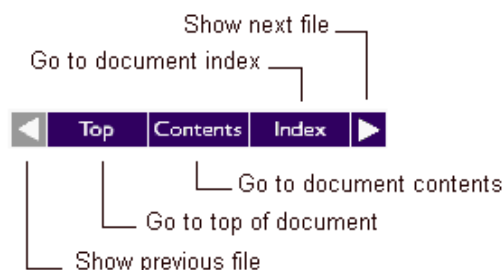 Show next file
Go to document index
Top Contents Index
Go to document contents
Go to top of document
Show previous file